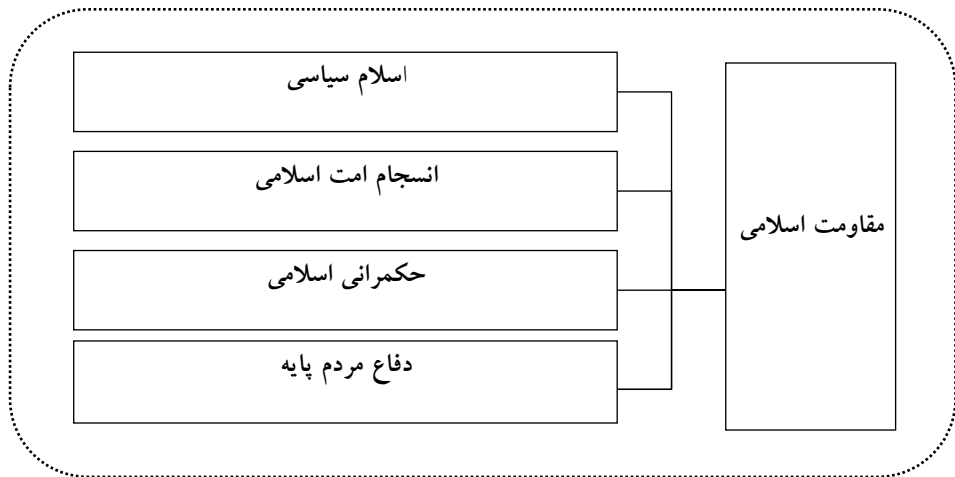 مقاومت اسلامی
اسلام سیاسی
انسجام امت اسلامی
حکمرانی اسلامی
دفاع مردم پایه